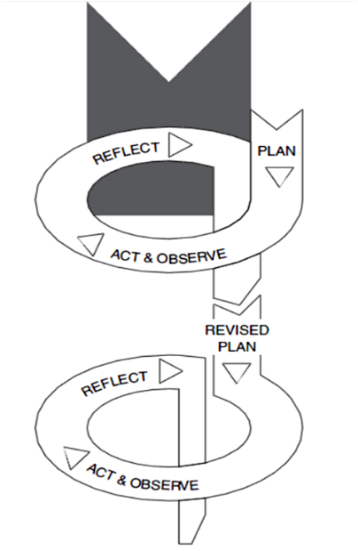 PLAN
REFLECT
ACT & OBSERVE
REVISED
PLAN
REFLECT
ACT & OBSERVE